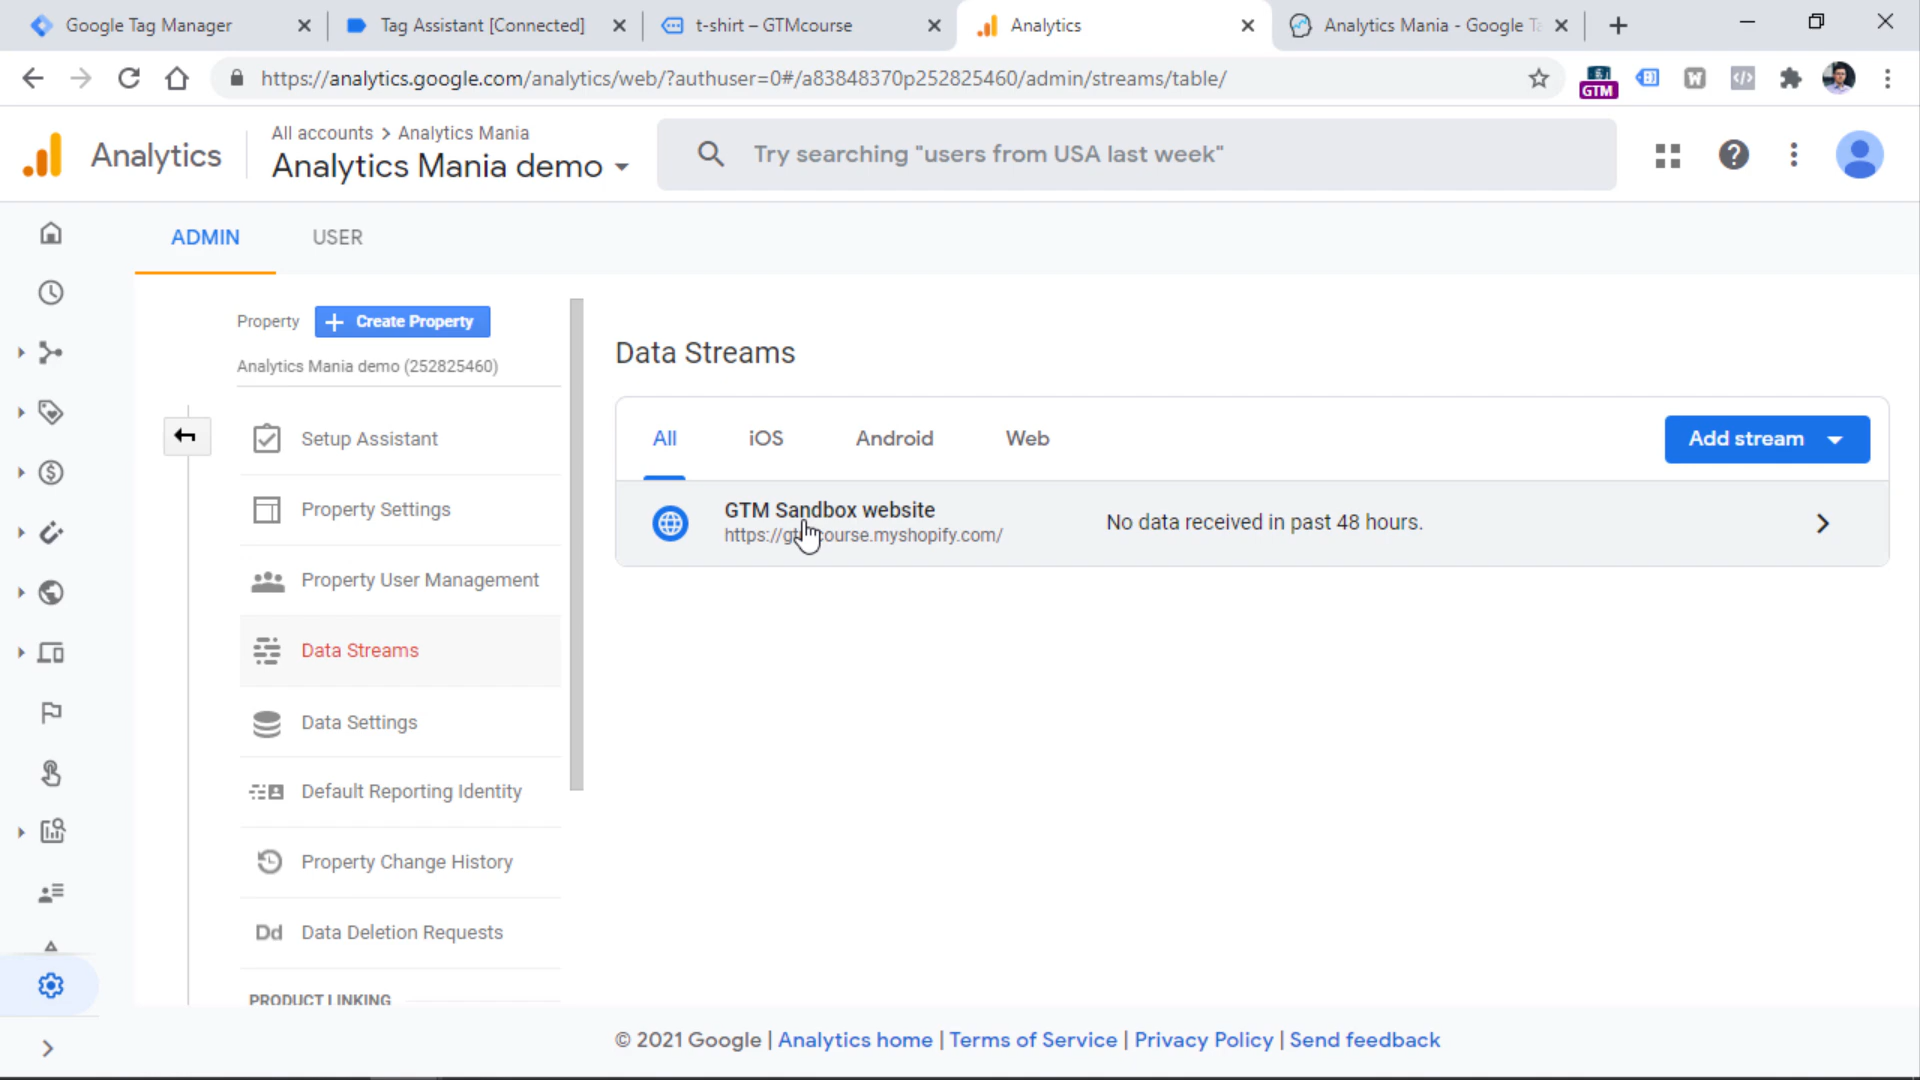 Google Tag Manager
Tag Assistant [Connected]
t-shirt – GTMcourse
Analytics
Analytics Mania - Google Ta
https://analytics.google.com/analytics/web/?authuser=0#/a83848370p252825460/admin/streams/table/
GTM
W
Analytics
All accounts > Analytics Mania
Analytics Mania demo
Try searching "users from USA last week"
ADMIN
USER
Property
Create Property
Analytics Mania demo (252825460)
Setup Assistant
Property Settings
Property User Management
Data Streams
Data Settings
Default Reporting Identity
Property Change History
Dd Data Deletion Requests
PRODUCT LINKING
Data Streams
All
iOS
Android
Web
Add stream
GTM Sandbox website
https://gtmcourse.myshopify.com/
No data received in past 48 hours.
© 2021 Google | Analytics home | Terms of Service | Privacy Policy | Send feedback